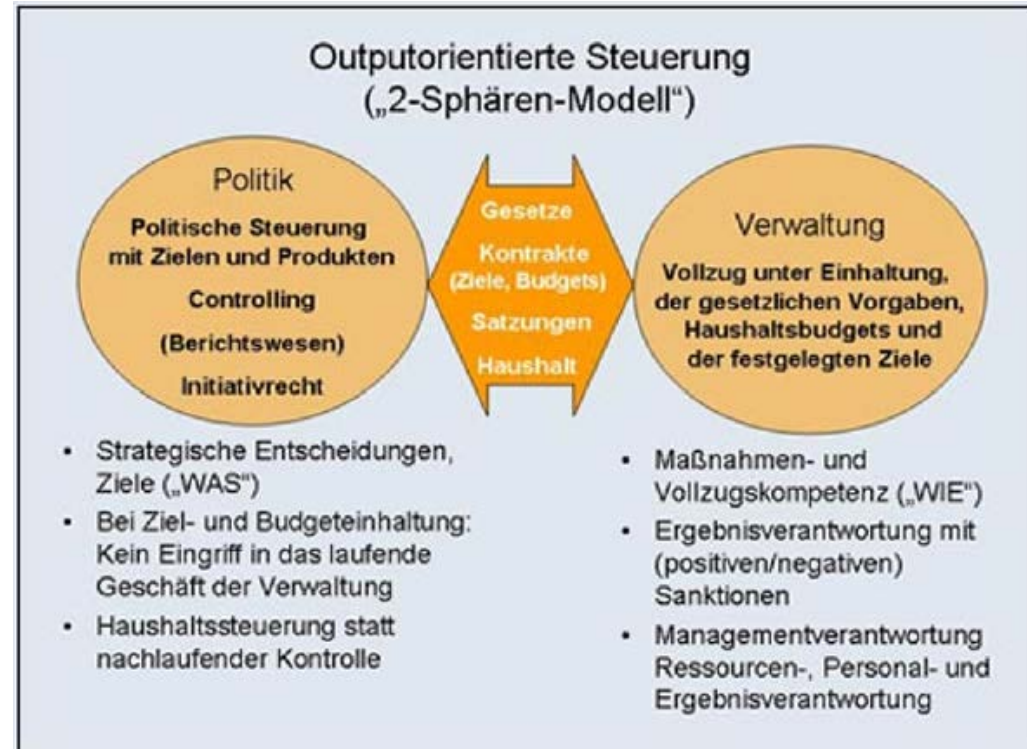 Outputorientierte Steuerung
(„2-Sphären-Modell“)
Politik
Politische Steuerung
mit Zielen und Produkten
Controlling
(Berichtswesen)
Initiativrecht
Gesetze
Kontrakte
(Ziele, Budgets)
Satzungen
Haushalt
Verwaltung
Vollzug unter Einhaltung,
der gesetzlichen Vorgaben,
Haushaltsbudgets und
der festgelegten Ziele
• Strategische Entscheidungen,
Ziele („WAS“)
• Bei Ziel- und Budgeteinhaltung:
Kein Eingriff in das laufende
Geschäft der Verwaltung
• Haushaltssteuerung statt
nachlaufender Kontrolle
• Maßnahmen- und
Vollzugskompetenz („WIE“)
• Ergebnisverantwortung mit
(positiven/negativen)
Sanktionen
• Managementverantwortung
Ressourcen-, Personal- und
Ergebnisverantwortung